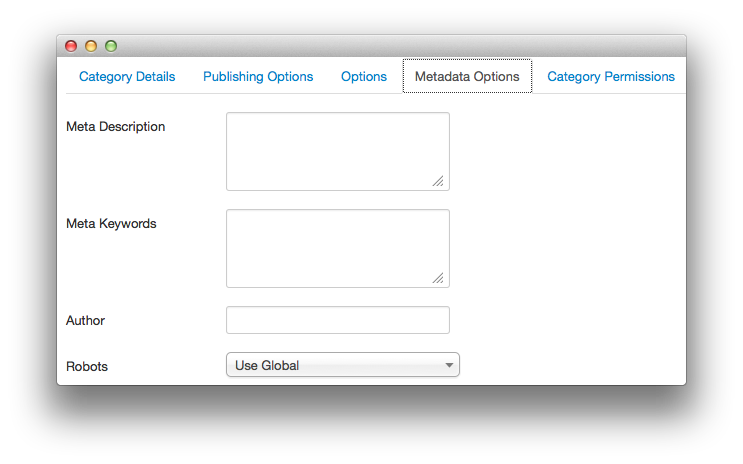 Category Details Publishing Options Options Metadata Options Category Permissions
Meta Description
Meta Keywords
Author
Robots Use Global